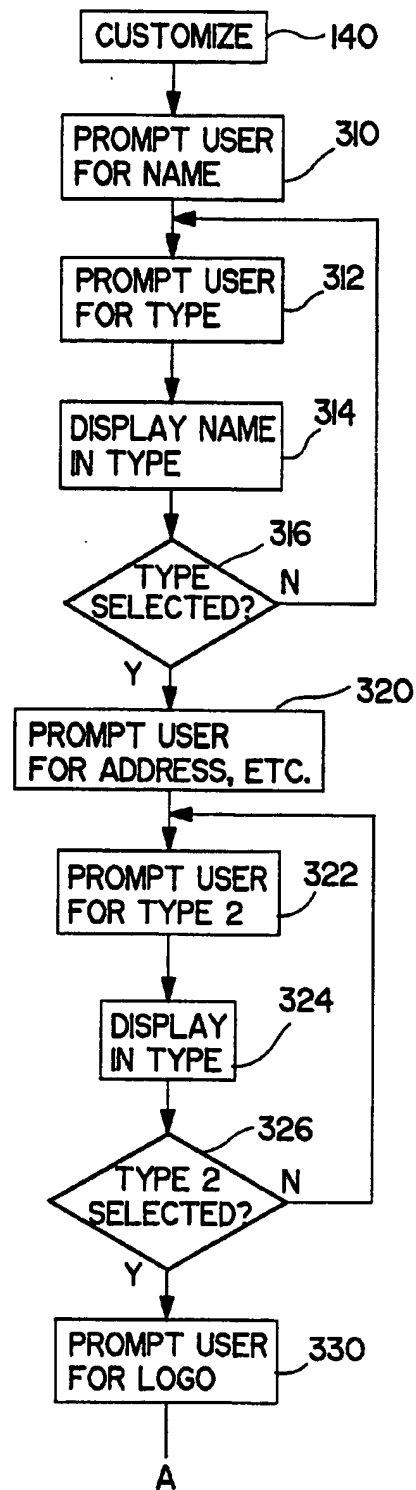 CUSTOMIZE
140
PROMPT USER
FOR NAME
310
PROMPT USER
FOR TYPE
312
DISPLAY NAME
IN TYPE
314
316
TYPE
SELECTED?
N
Y
320
PROMPT USER
FOR ADDRESS, ETC.
PROMPT USER
FOR TYPE 2
322
DISPLAY
IN TYPE
324
326
TYPE 2
SELECTED?
N
Y
PROMPT USER
FOR LOGO
330
A